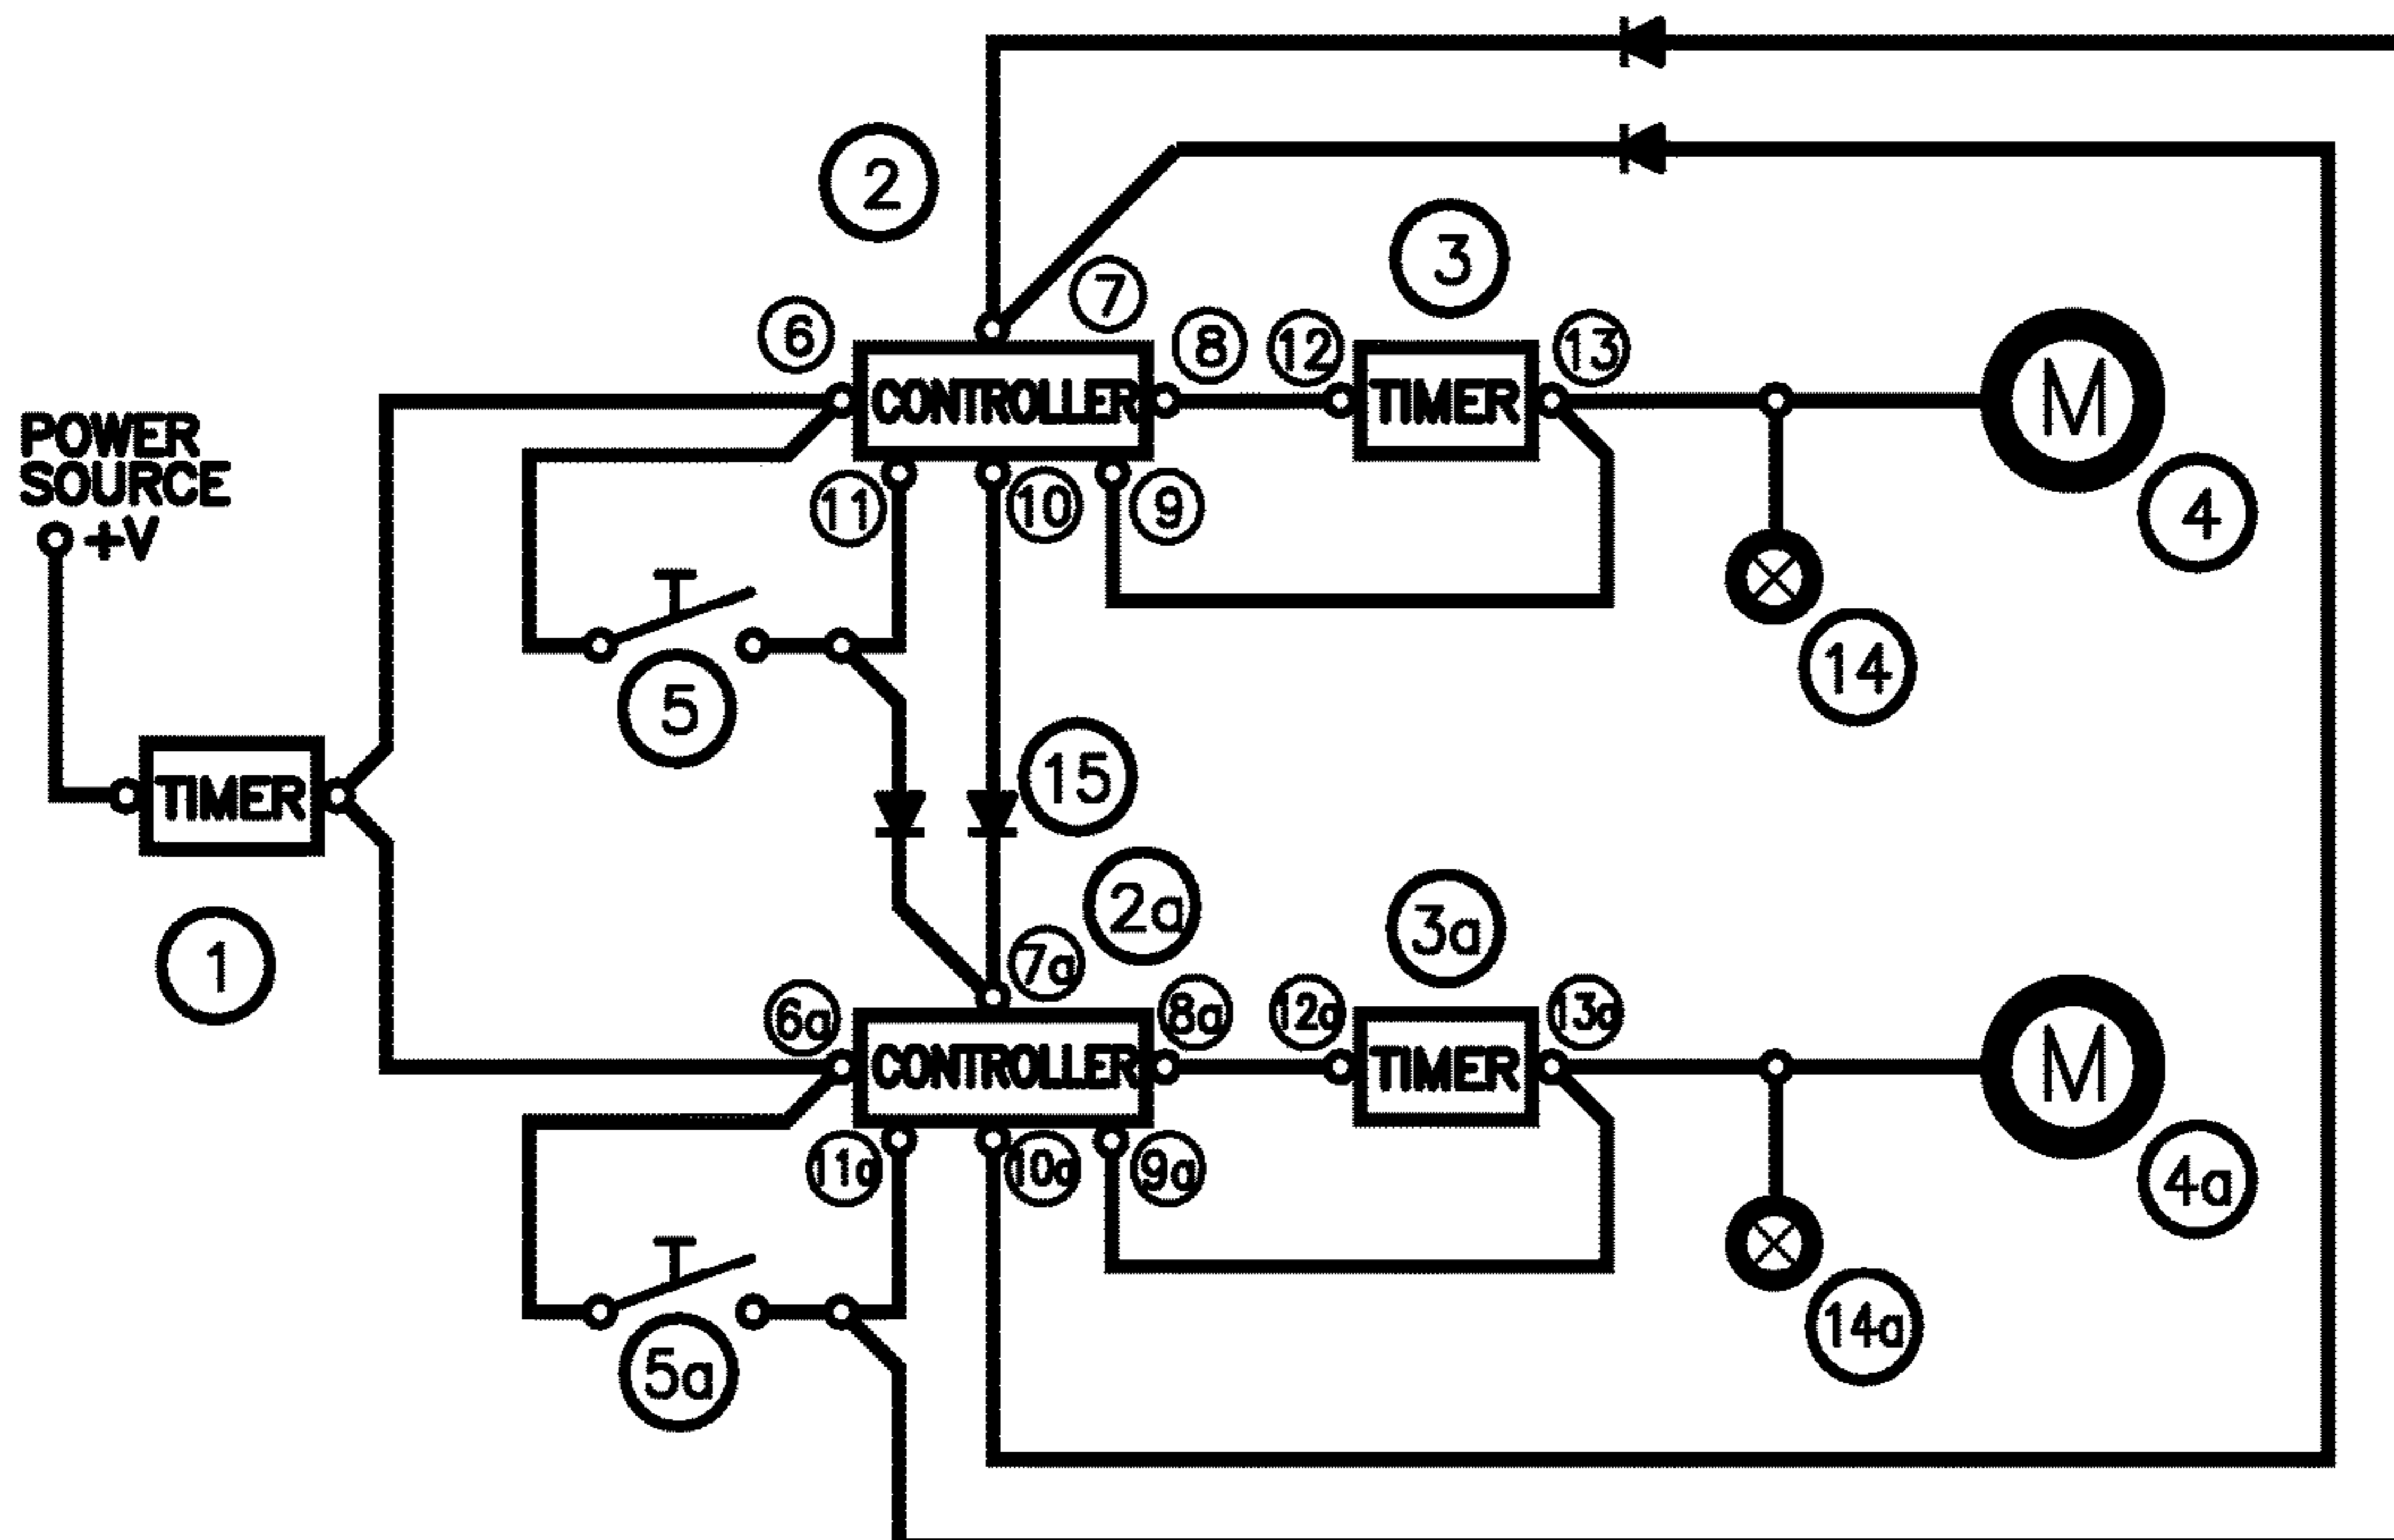 2
7
3
6
8
12
13
CONTROLLER
TIMER
M
POWER
SOURCE
+V
11
10
9
4
5
14
15
TIMER
1
2a
3a
7a
6a
8a
12a
13a
CONTROLLER
TIMER
M
11a
10a
9a
4a
5a
14a